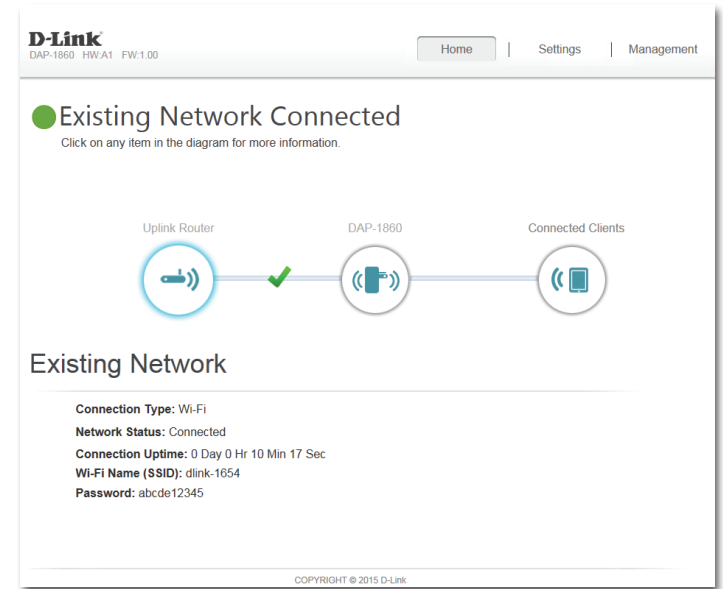 D-Link
DAP-1860 HW:A1 FW:1.00
Home | Settings | Management
Existing Network Connected
Click on any item in the diagram for more information.
Uplink Router DAP-1860 Connected Clients
Existing Network
Connection Type: Wi-Fi
Network Status: Connected
Connection Uptime: 0 Day 0 Hr 10 Min 17 Sec
Wi-Fi Name (SSID): dlink-1654
Password: abcde12345
COPYRIGHT © 2015 D-Link